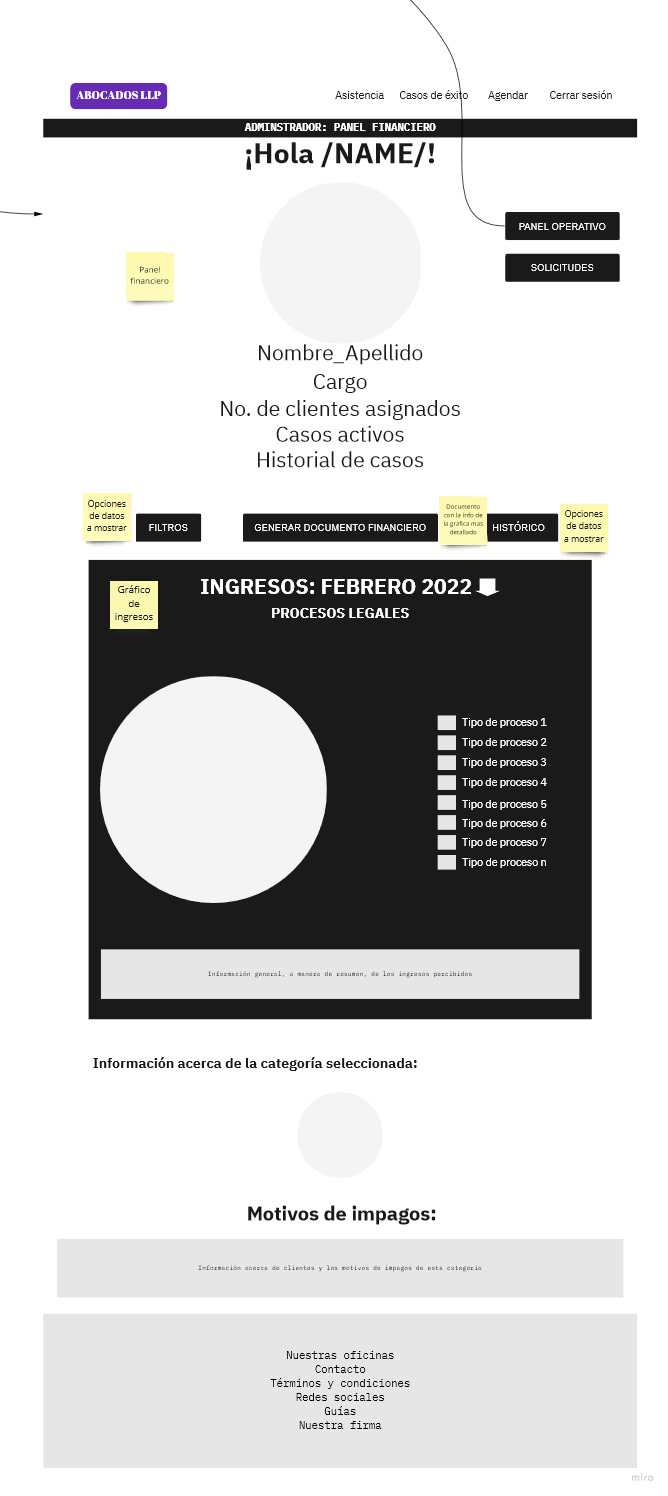 ABOCADOS LLP
Asistencia
Casos de éxito
Agendar
Cerrar sesión
ADMINSTRADOR: PANEL FINANCIERO
¡Hola /NAME/!
PANEL OPERATIVO
SOLICITUDES
Panel
financiero
Nombre_Apellido
Cargo
No. de clientes asignados
Casos activos
Historial de casos
Opciones
de datos
a mostrar
FILTROS
GENERAR DOCUMENTO FINANCIERO
Documento
con la info de
la gráfica mas
detallado
HISTÓRICO
Opciones
de datos
a mostrar
Gráfico
de
ingresos
INGRESOS: FEBRERO 2022
PROCESOS LEGALES
Tipo de proceso 1
Tipo de proceso 2
Tipo de proceso 3
Tipo de proceso 4
Tipo de proceso 5
Tipo de proceso 6
Tipo de proceso 7
Tipo de proceso n
Información general, a manera de resumen, de los ingresos percibidos
Información acerca de la categoría seleccionada:
Motivos de impagos:
Información acerca de clientes y los motivos de impagos de esta categoría
Nuestras oficinas
Contacto
Términos y condiciones
Redes sociales
Guías
Nuestra firma
miro